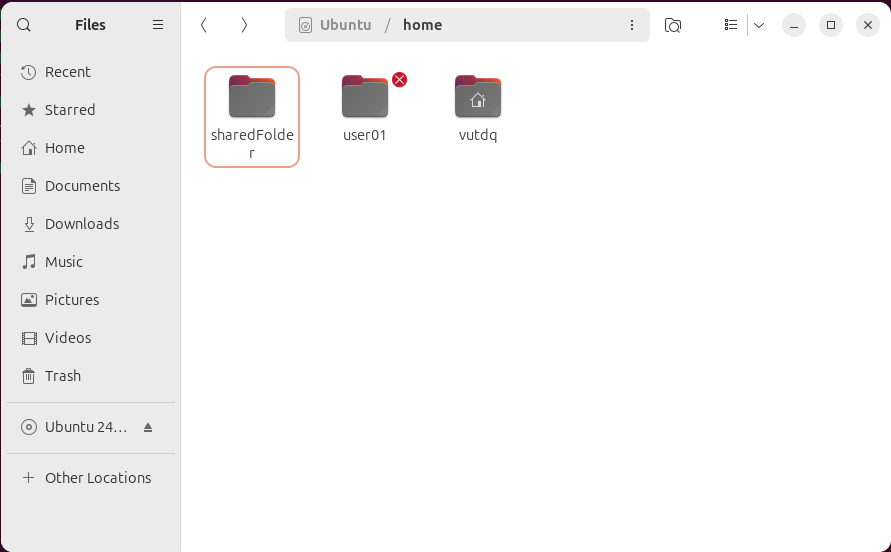 Files
Ubuntu / home
Recent
Starred
Home
Documents
Downloads
Music
Pictures
Videos
Trash
Ubuntu 24…
Other Locations
sharedFolde
r
user01
vutdq